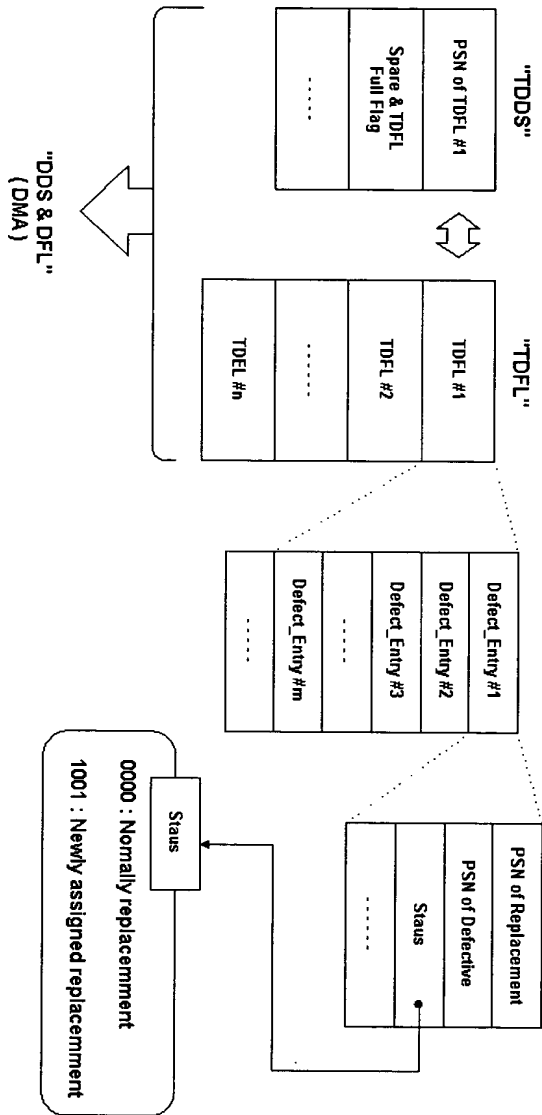 "TDDS"
PSN of TDFL #1
Spare & TDFL
Full Flag
. . . . .
"TDFL"
TDFL #1
TDFL #2
. . . . . .
TDEL #n
"DDS & DFL"
( DMA )
Defect_Entry #1
Defect_Entry #2
Defect_Entry #3
. . . . .
Defect_Entry #m
. . . . .
PSN of Replacement
PSN of Defective
Staus
. . . . . .
Staus
0000 : Nomally replacemment
1001 : Newly assigned replacemment